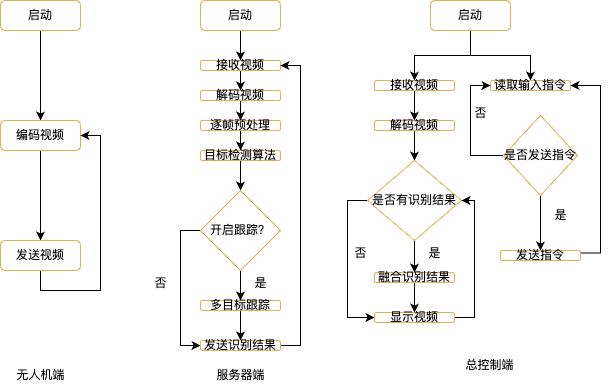 启动
编码视频
发送视频
无人机端
启动
接收视频
解码视频
逐帧预处理
目标检测算法
开启跟踪?
否
是
多目标跟踪
发送识别结果
服务器端
启动
接收视频
解码视频
是否有识别结果
否
是
融合识别结果
显示视频
读取输入指令
否
是否发送指令
是
发送指令
总控制端